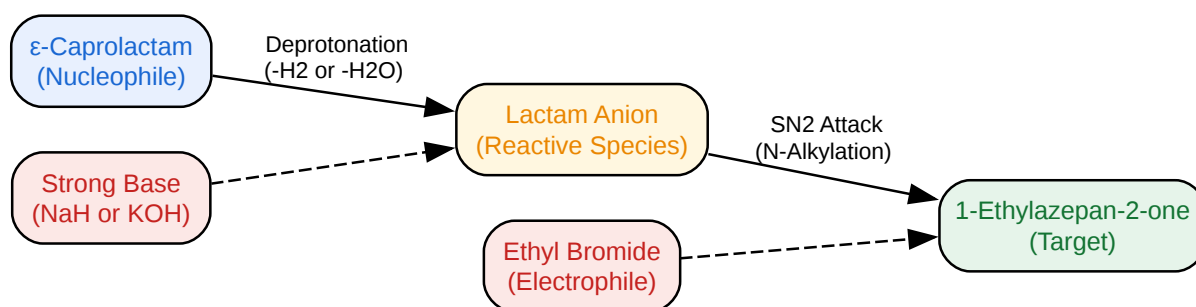 ε-Caprolactam
(Nucleophile)
Deprotonation
(-H2 or -H2O)
Strong Base
(NaH or KOH)
Lactam Anion
(Reactive Species)
SN2 Attack
(N-Alkylation)
Ethyl Bromide
(Electrophile)
1-Ethylazepan-2-one
(Target)